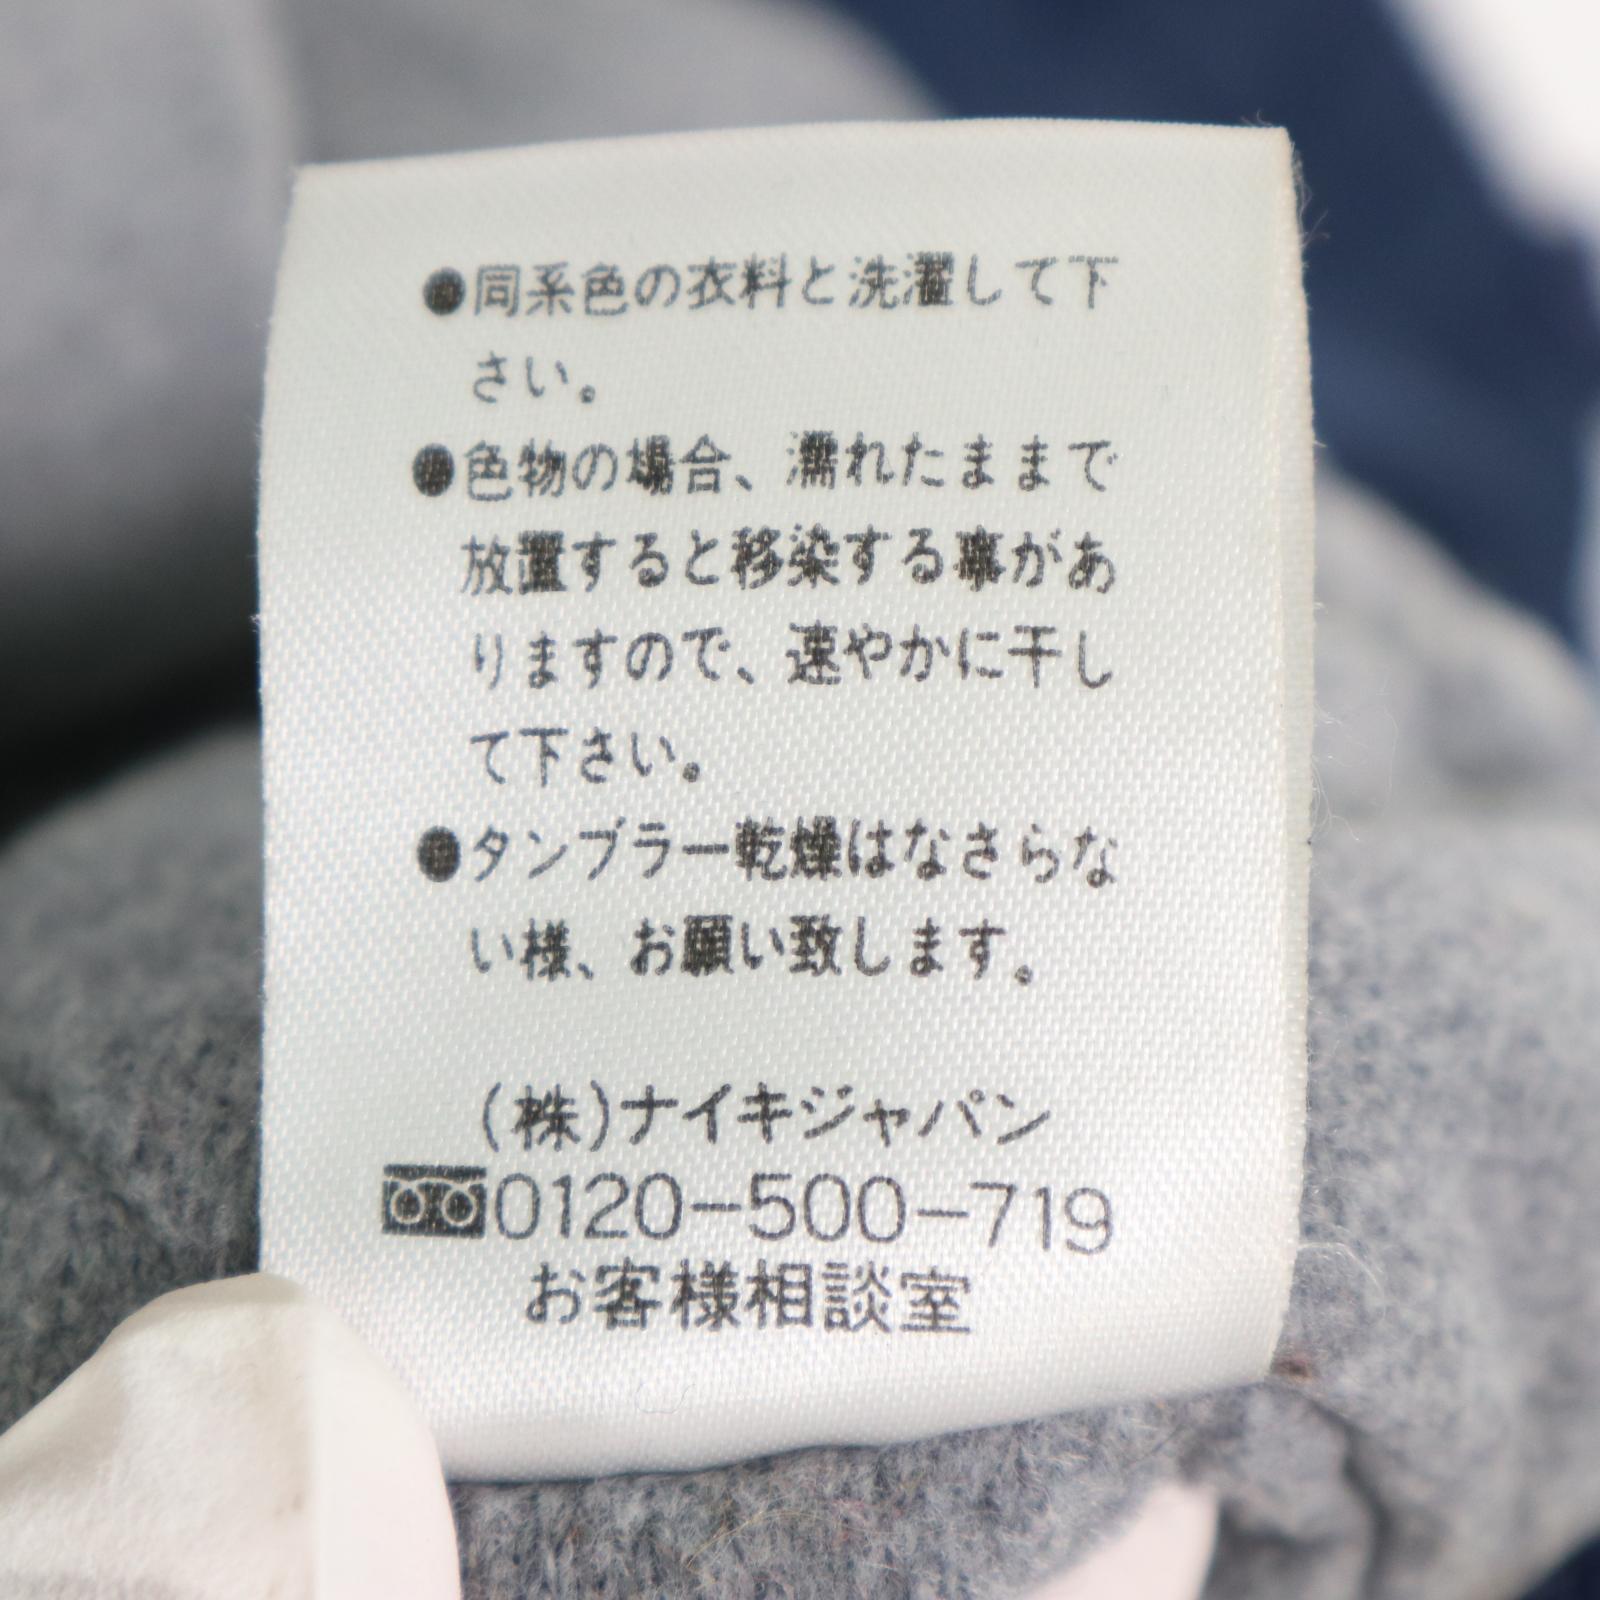 ●同系色の衣料と洗濯して下
さい。
●色物の場合、濡れたままで
放置すると移染する事があ
りますので、速やかに干し
て下さい。
●タンブラー乾燥はなさらな
い様、お願い致します。
(株)ナイキジャパン
0120-500-719
お客様相談室